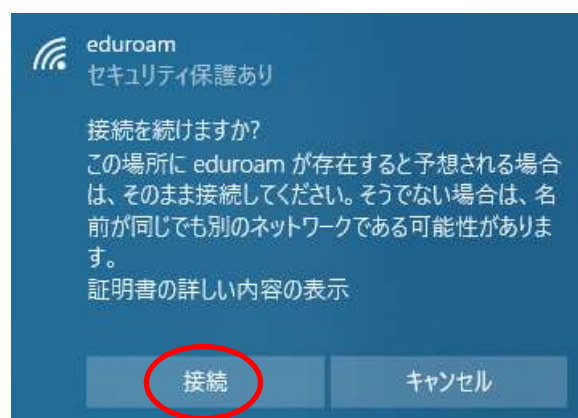 eduroam
セキュリティ保護あり
接続を続けますか?
この場所に eduroam が存在すると予想される場合
は、そのまま接続してください。そうでない場合は、名
前が同じでも別のネットワークである可能性がありま
す。
証明書の詳しい内容の表示
接続
キャンセル